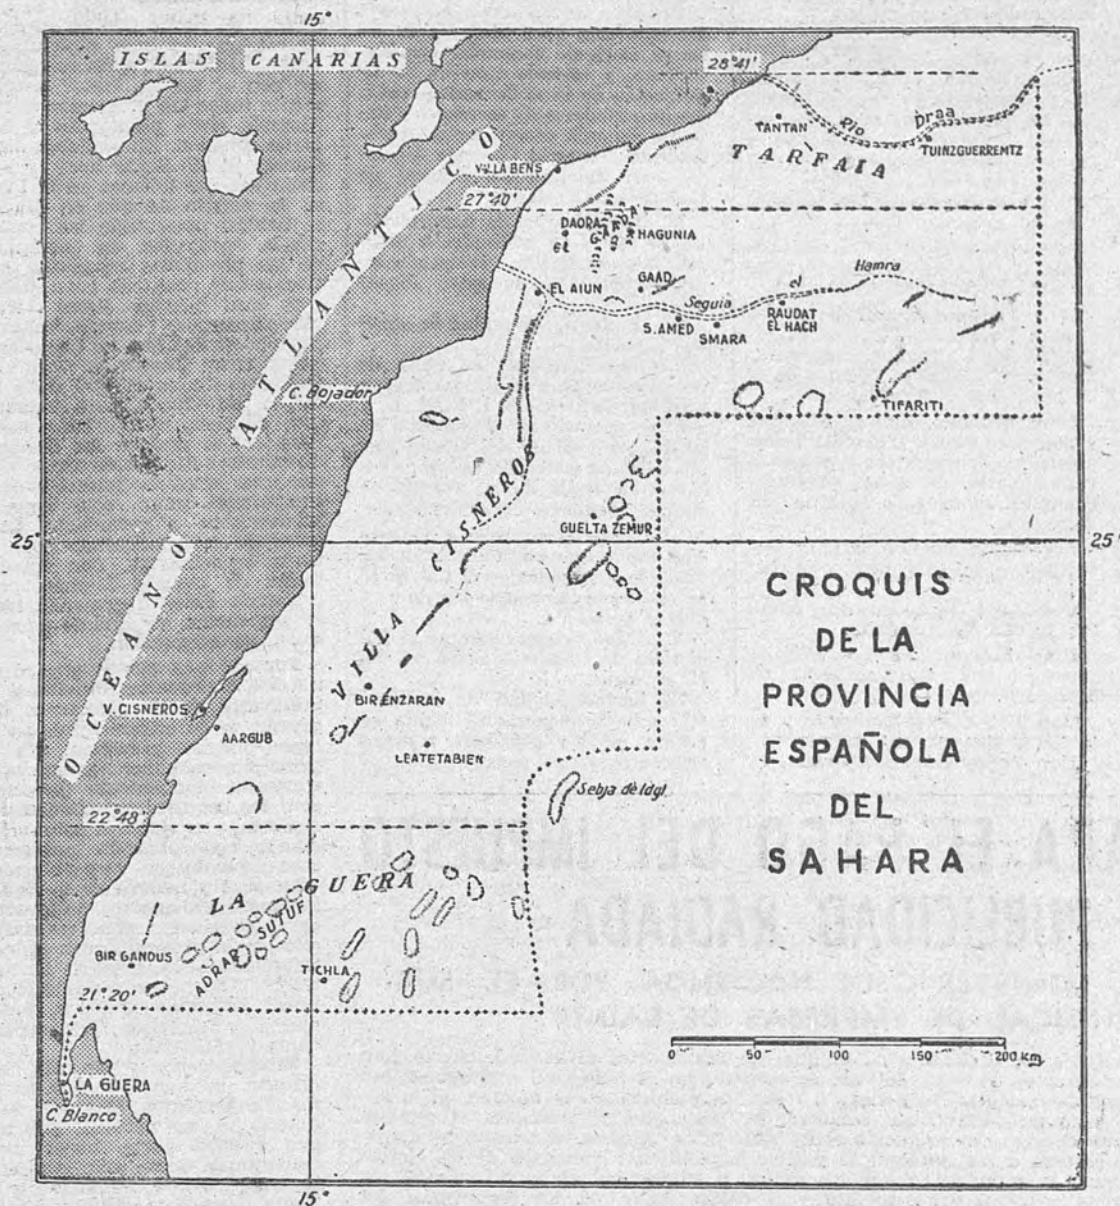 15°
ISLAS CANARIAS
28°41'
Rio Draa
TANTAN
TUINZGUERREMTZ
TARFAIA
VILLA BENS
27°40'
DAORA
HAGUNIA
GAADA
el
GAAD
Hamra
el
EL AIUN
Seguia
S. AMED
SMARA
RAUDAT
EL HACH
C. Bojador
TIFARITI
OCEANO ATLANTICO
GUELTA ZEMUR
25°
25°
VILLA CISNEROS
CROQUIS
DE LA
PROVINCIA
ESPAÑOLA
DEL
SAHARA
BIR ENZARAN
V. CISNEROS
AARGUB
LEATETABIEN
Sebja de Idgl
22°48'
LA GUERA
ADRAR SUTUF
BIR GANDUS
TICHLA
21°20'
0 50 100 150 200 km.
LA GUERA
C. Blanco
15°